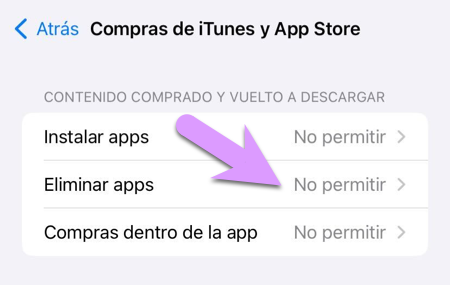 Atrás Compras de iTunes y App Store
CONTENIDO COMPRADO Y VUELTO A DESCARGAR
Instalar apps No permitir
Eliminar apps No permitir
Compras dentro de la app No permitir